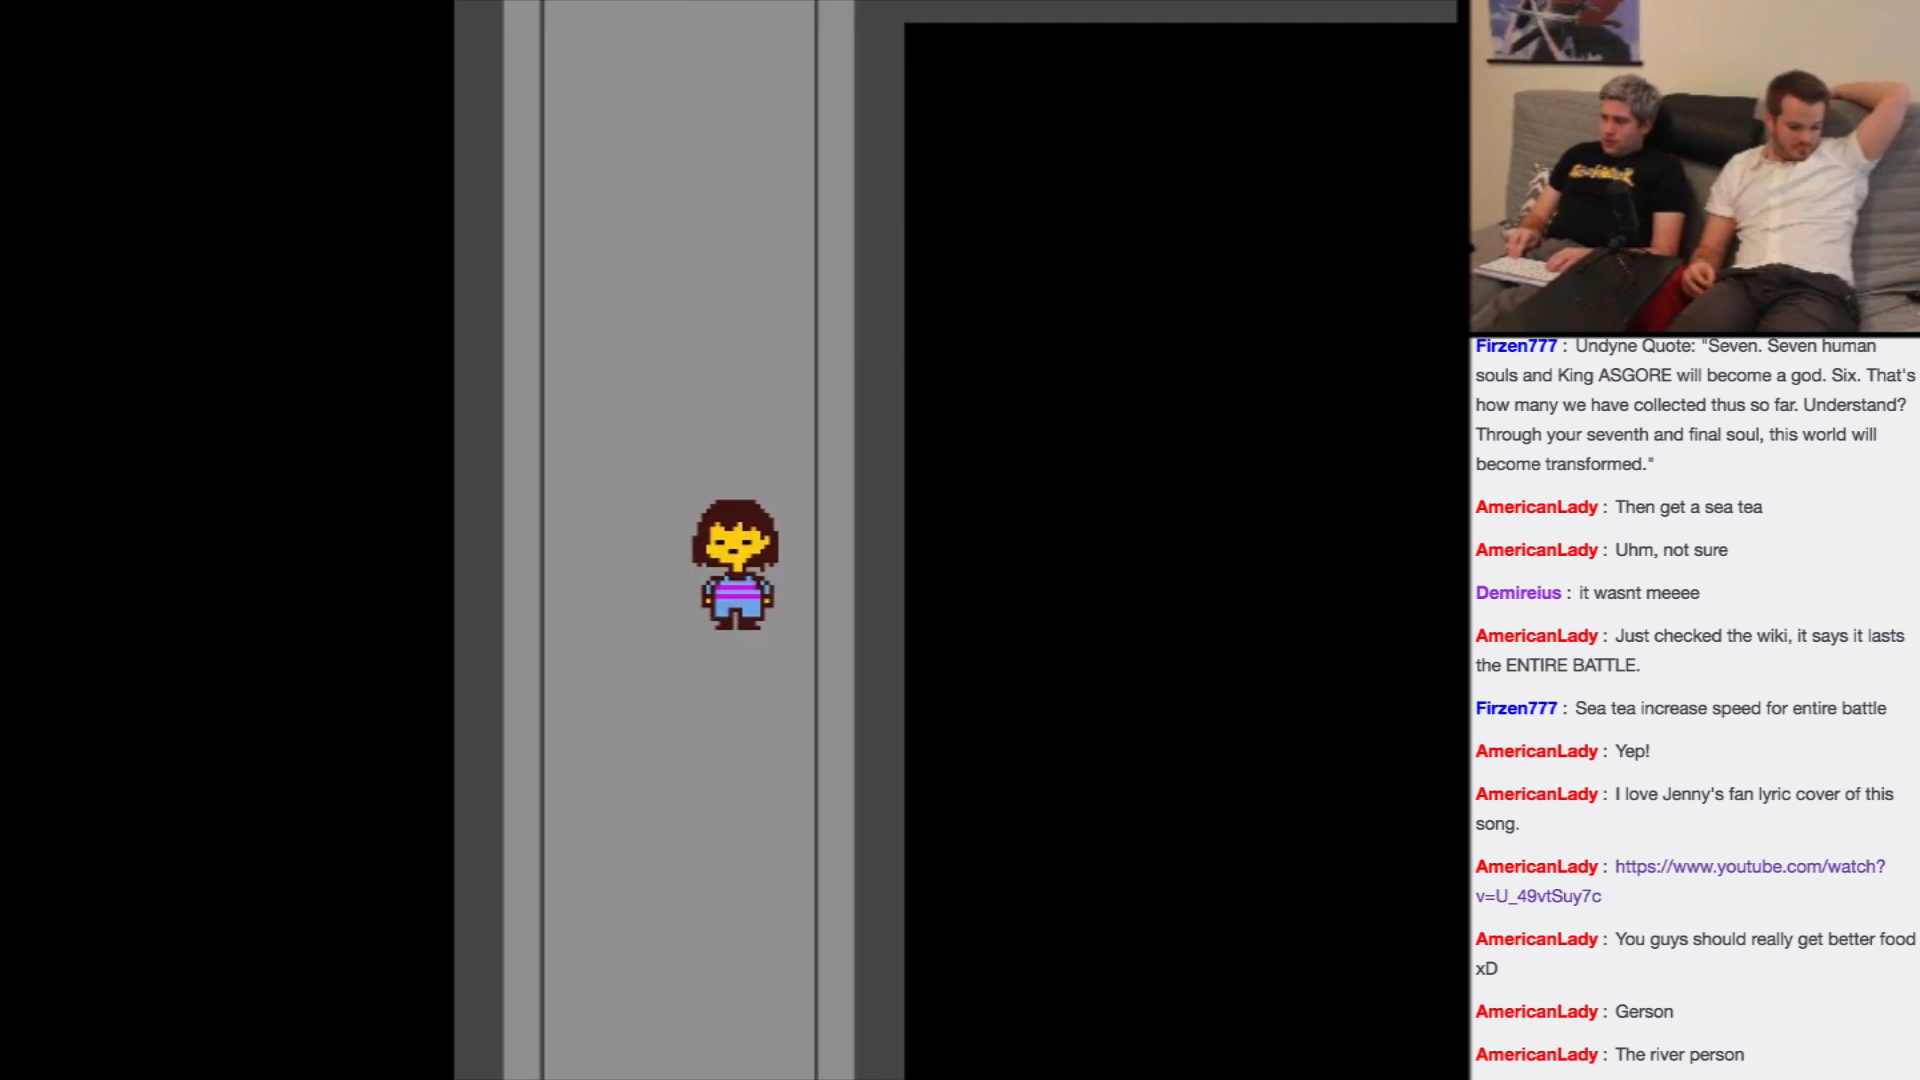 Firzen777 : Undyne Quote: "Seven. Seven human
souls and King ASGORE will become a god. Six. That's
how many we have collected thus so far. Understand?
Through your seventh and final soul, this world will
become transformed."
AmericanLady : Then get a sea tea
AmericanLady : Uhm, not sure
Demireius : it wasnt meeee
AmericanLady : Just checked the wiki, it says it lasts
the ENTIRE BATTLE.
Firzen777 : Sea tea increase speed for entire battle
AmericanLady : Yep!
AmericanLady : I love Jenny's fan lyric cover of this
song.
AmericanLady : https://www.youtube.com/watch?
v=U_49vtSuy7c
AmericanLady : You guys should really get better food
xD
AmericanLady : Gerson
AmericanLady : The river person